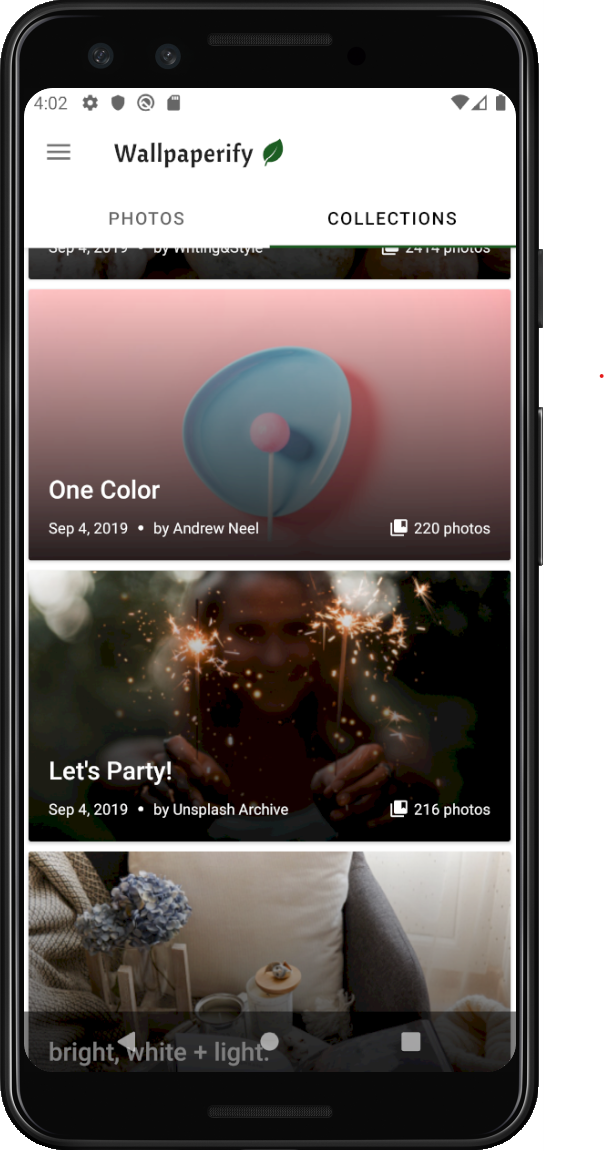 4:02
Wallpaperify
PHOTOS
COLLECTIONS
Sep 4, 2019 • by Writing&Style
2414 photos
One Color
Sep 4, 2019 • by Andrew Neel
220 photos
Let's Party!
Sep 4, 2019 • by Unsplash Archive
216 photos
bright, white + light.